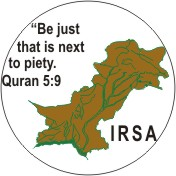 “Be just
that is next
to piety.
Quran 5:9
IRSA